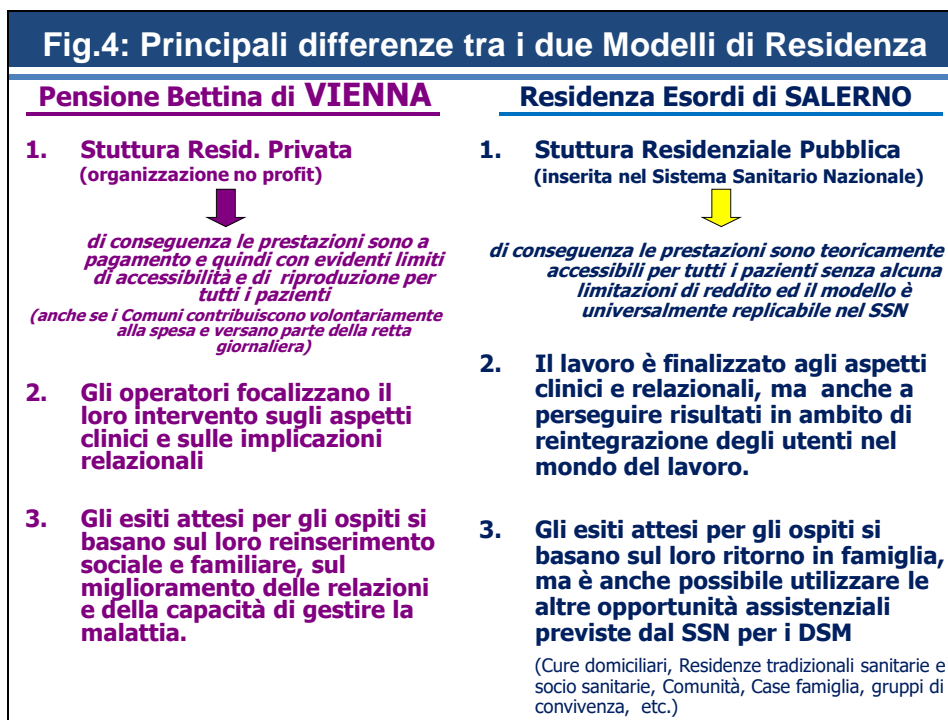 Fig.4: Principali differenze tra i due Modelli di Residenza
Pensione Bettina di VIENNA
1. Stuttura Resid. Privata
(organizzazione no profit)
di conseguenza le prestazioni sono a
pagamento e quindi con evidenti limiti
di accessibilità e di riproduzione per
tutti i pazienti
(anche se i Comuni contribuiscono volontariamente
alla spesa e versano parte della retta
giornaliera)
2. Gli operatori focalizzano il
loro intervento sugli aspetti
clinici e sulle implicazioni
relazionali
3. Gli esiti attesi per gli ospiti si
basano sul loro reinserimento
sociale e familiare, sul
miglioramento delle relazioni
e della capacità di gestire la
malattia.
Residenza Esordi di SALERNO
1. Stuttura Residenziale Pubblica
(inserita nel Sistema Sanitario Nazionale)
di conseguenza le prestazioni sono teoricamente
accessibili per tutti i pazienti senza alcuna
limitazioni di reddito ed il modello è
universalmente replicabile nel SSN
2. Il lavoro è finalizzato agli aspetti
clinici e relazionali, ma anche a
perseguire risultati in ambito di
reintegrazione degli utenti nel
mondo del lavoro.
3. Gli esiti attesi per gli ospiti si
basano sul loro ritorno in famiglia,
ma è anche possibile utilizzare le
altre opportunità assistenziali
previste dal SSN per i DSM
(Cure domiciliari, Residenze tradizionali sanitarie e
socio sanitarie, Comunità, Case famiglia, gruppi di
convivenza, etc.)